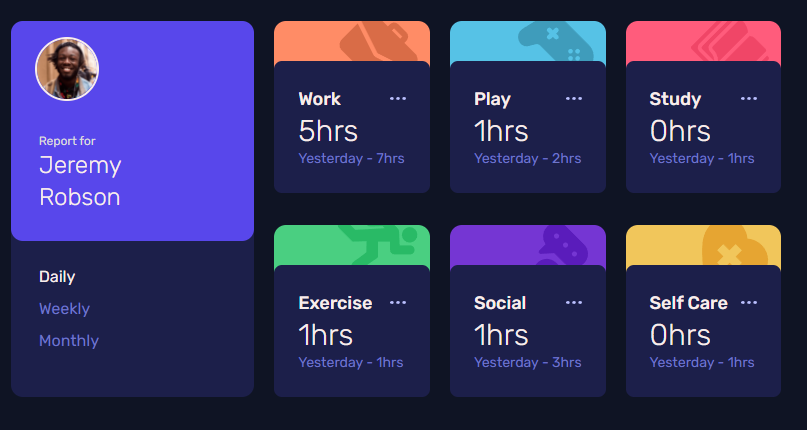 Report for
Jeremy
Robson
Daily
Weekly
Monthly
Work
5hrs
Yesterday - 7hrs
Play
1hrs
Yesterday - 2hrs
Study
0hrs
Yesterday - 1hrs
Exercise
1hrs
Yesterday - 1hrs
Social
1hrs
Yesterday - 3hrs
Self Care
0hrs
Yesterday - 1hrs